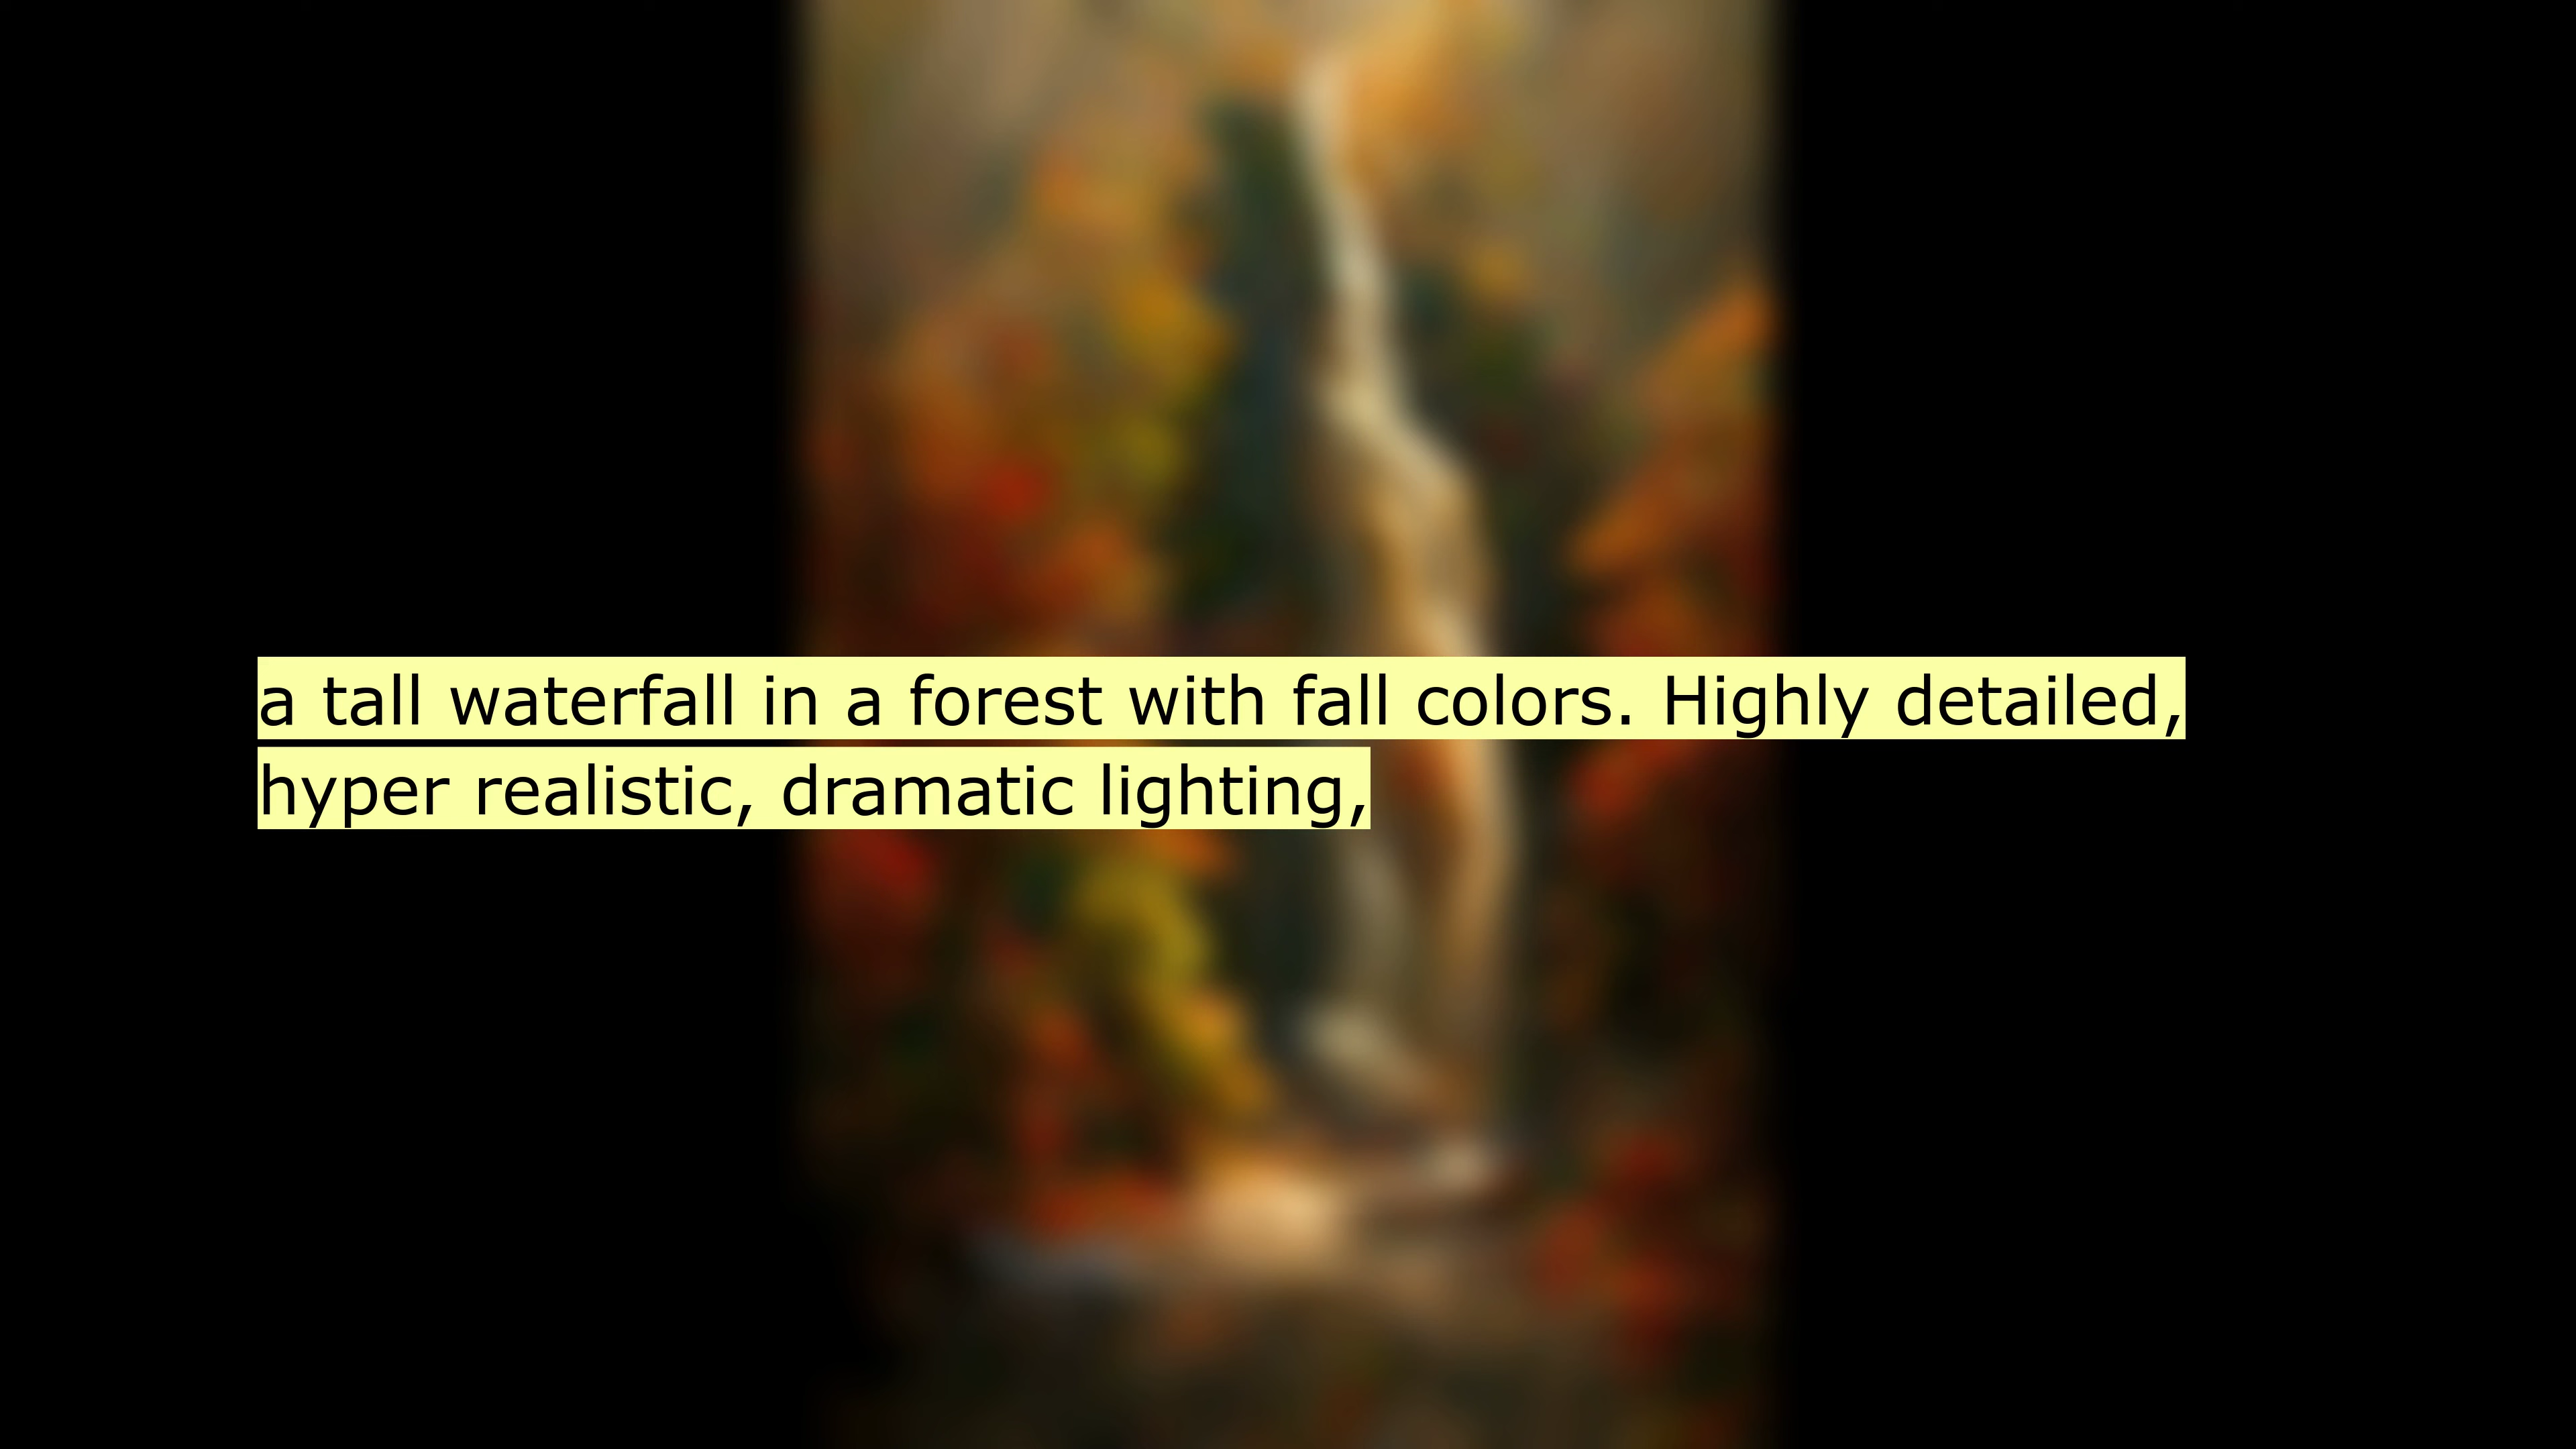 a tall waterfall in a forest with fall colors. Highly detailed,
hyper realistic, dramatic lighting,